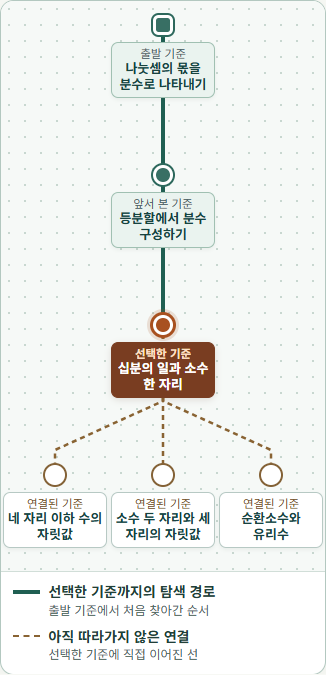 출발 기준
나눗셈의 몫을
분수로 나타내기
앞서 본 기준
등분할에서 분수
구성하기
선택한 기준
십분의 일과 소수
한 자리
연결된 기준
네 자리 이하 수의
자릿값
연결된 기준
소수 두 자리와 세
자리의 자릿값
연결된 기준
순환소수와
유리수
선택한 기준까지의 탐색 경로
출발 기준에서 처음 찾아간 순서
아직 따라가지 않은 연결
선택한 기준에 직접 이어진 선